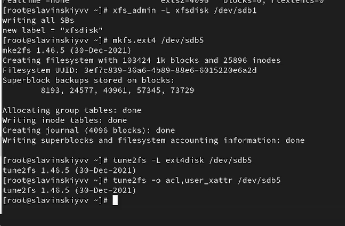 realtime =none extsz=4096 blocks=0, rtextents=0
[root@slavinskiyvv ~]# xfs_admin -L xfsdisk /dev/sdb1
writing all SBs
new label = "xfsdisk"
[root@slavinskiyvv ~]# mkfs.ext4 /dev/sdb5
mke2fs 1.46.5 (30-Dec-2021)
Creating filesystem with 103424 1k blocks and 25896 inodes
Filesystem UUID:
Superblock backups stored on blocks:
8193, 24577, 40961, 57345, 73729
Allocating group tables: done
Writing inode tables: done
Creating journal (4096 blocks): done
Writing superblocks and filesystem accounting information: done
[root@slavinskiyvv ~]# tune2fs -L ext4disk /dev/sdb5
tune2fs 1.46.5 (30-Dec-2021)
[root@slavinskiyvv ~]# tune2fs -o acl,user_xattr /dev/sdb5
tune2fs 1.46.5 (30-Dec-2021)
[root@slavinskiyvv ~]#